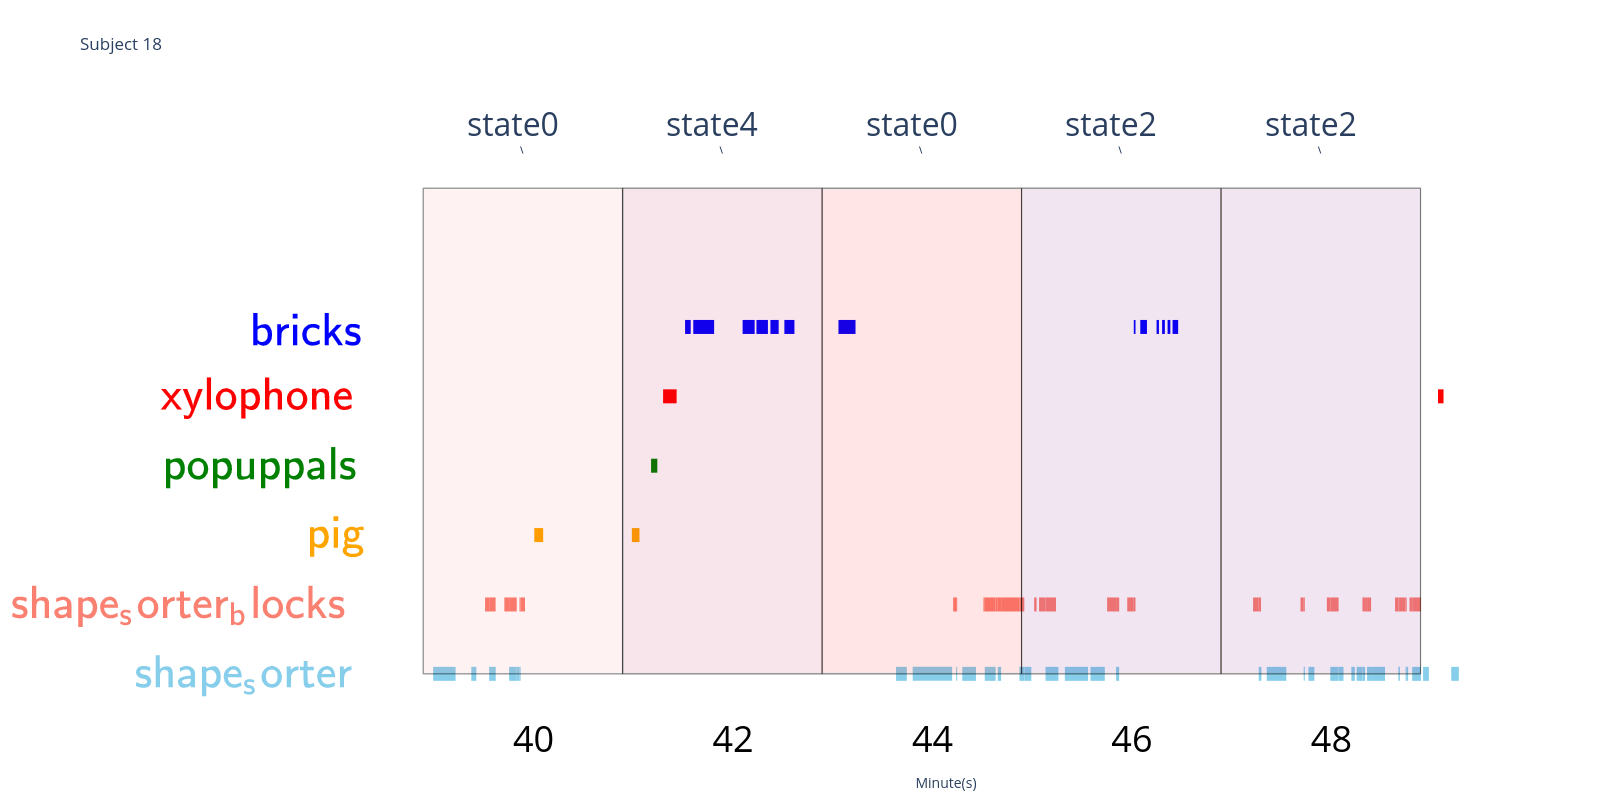 Subject 18
state0 state4 state0 state2 state2
bricks
xylophone
popuppals
pig
shapesorterblocks
shapesorter
40 42 44 46 48
Minute(s)